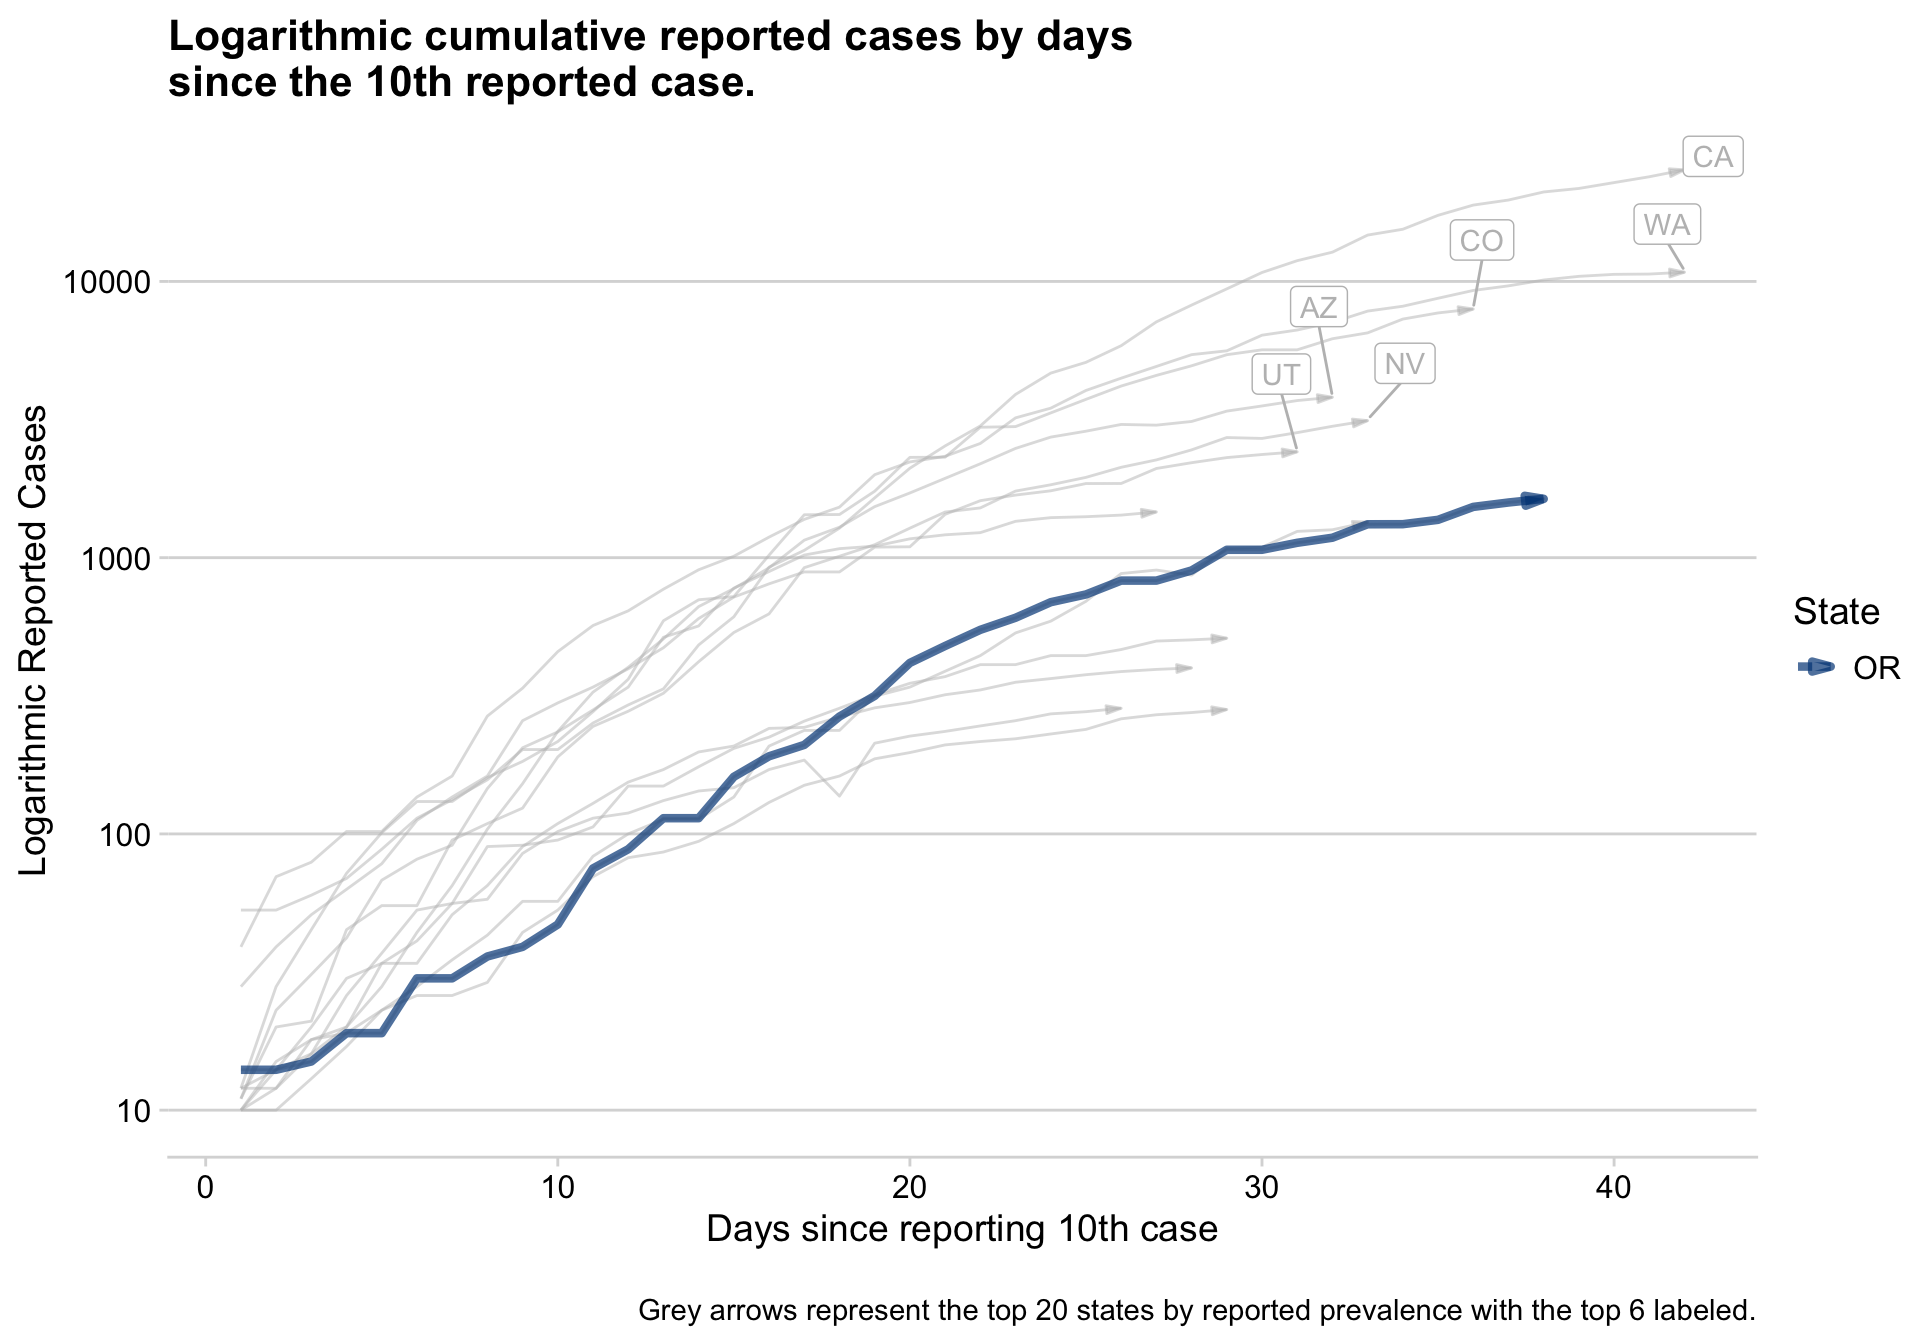 Logarithmic cumulative reported cases by days
since the 10th reported case.
CA
WA
CO
10000
AZ
NV
UT
Logarithmic Reported Cases
1000
State
OR
100
10
0 10 20 30 40
Days since reporting 10th case
Grey arrows represent the top 20 states by reported prevalence with the top 6 labeled.